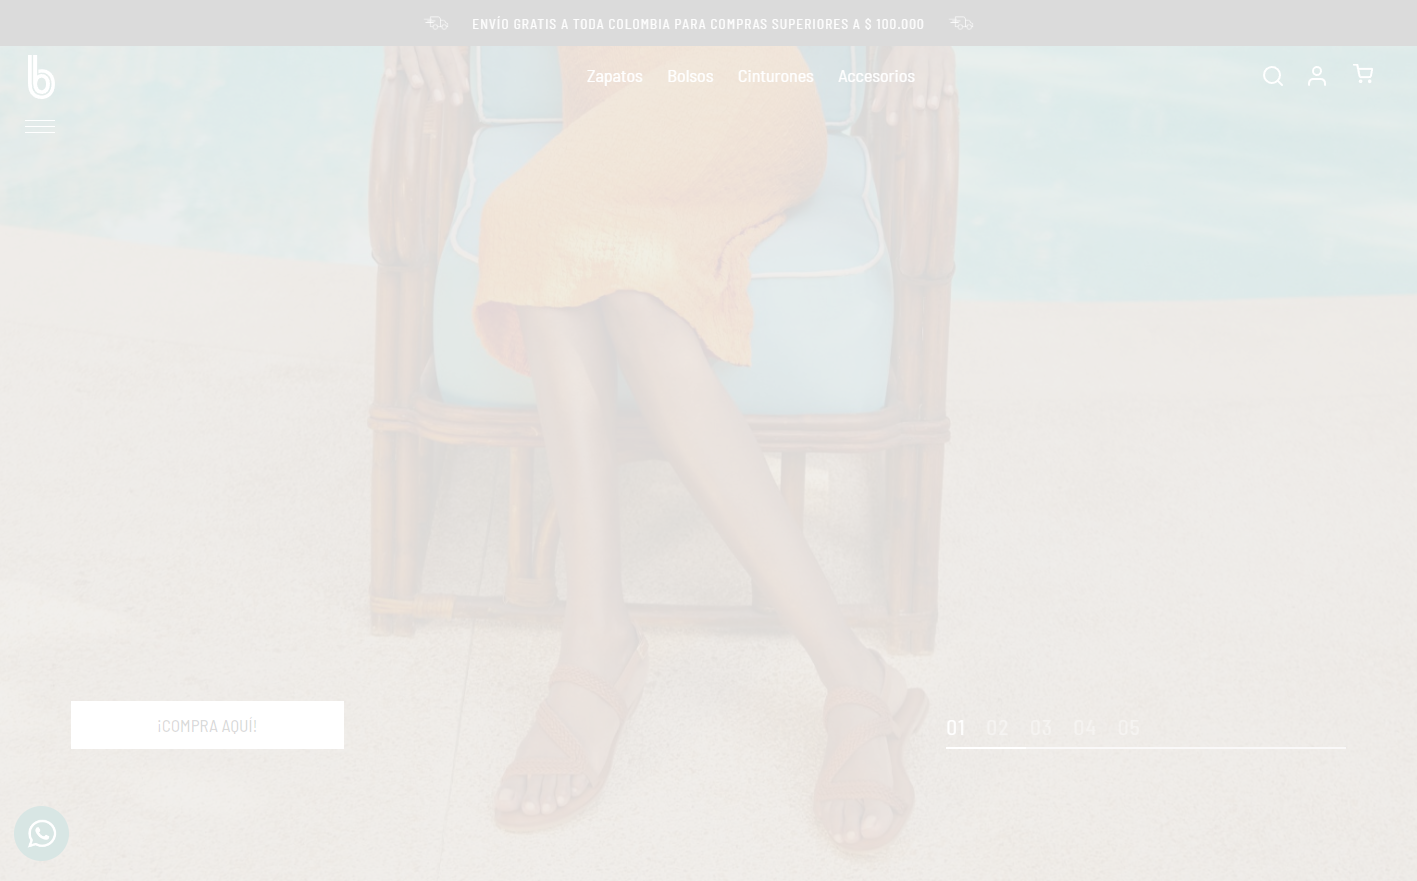 ENVÍO GRATIS A TODA COLOMBIA PARA COMPRAS SUPERIORES A $ 100.000
b
Zapatos Bolsos Cinturones Accesorios
¡COMPRA AQUÍ!
01 02 03 04 05